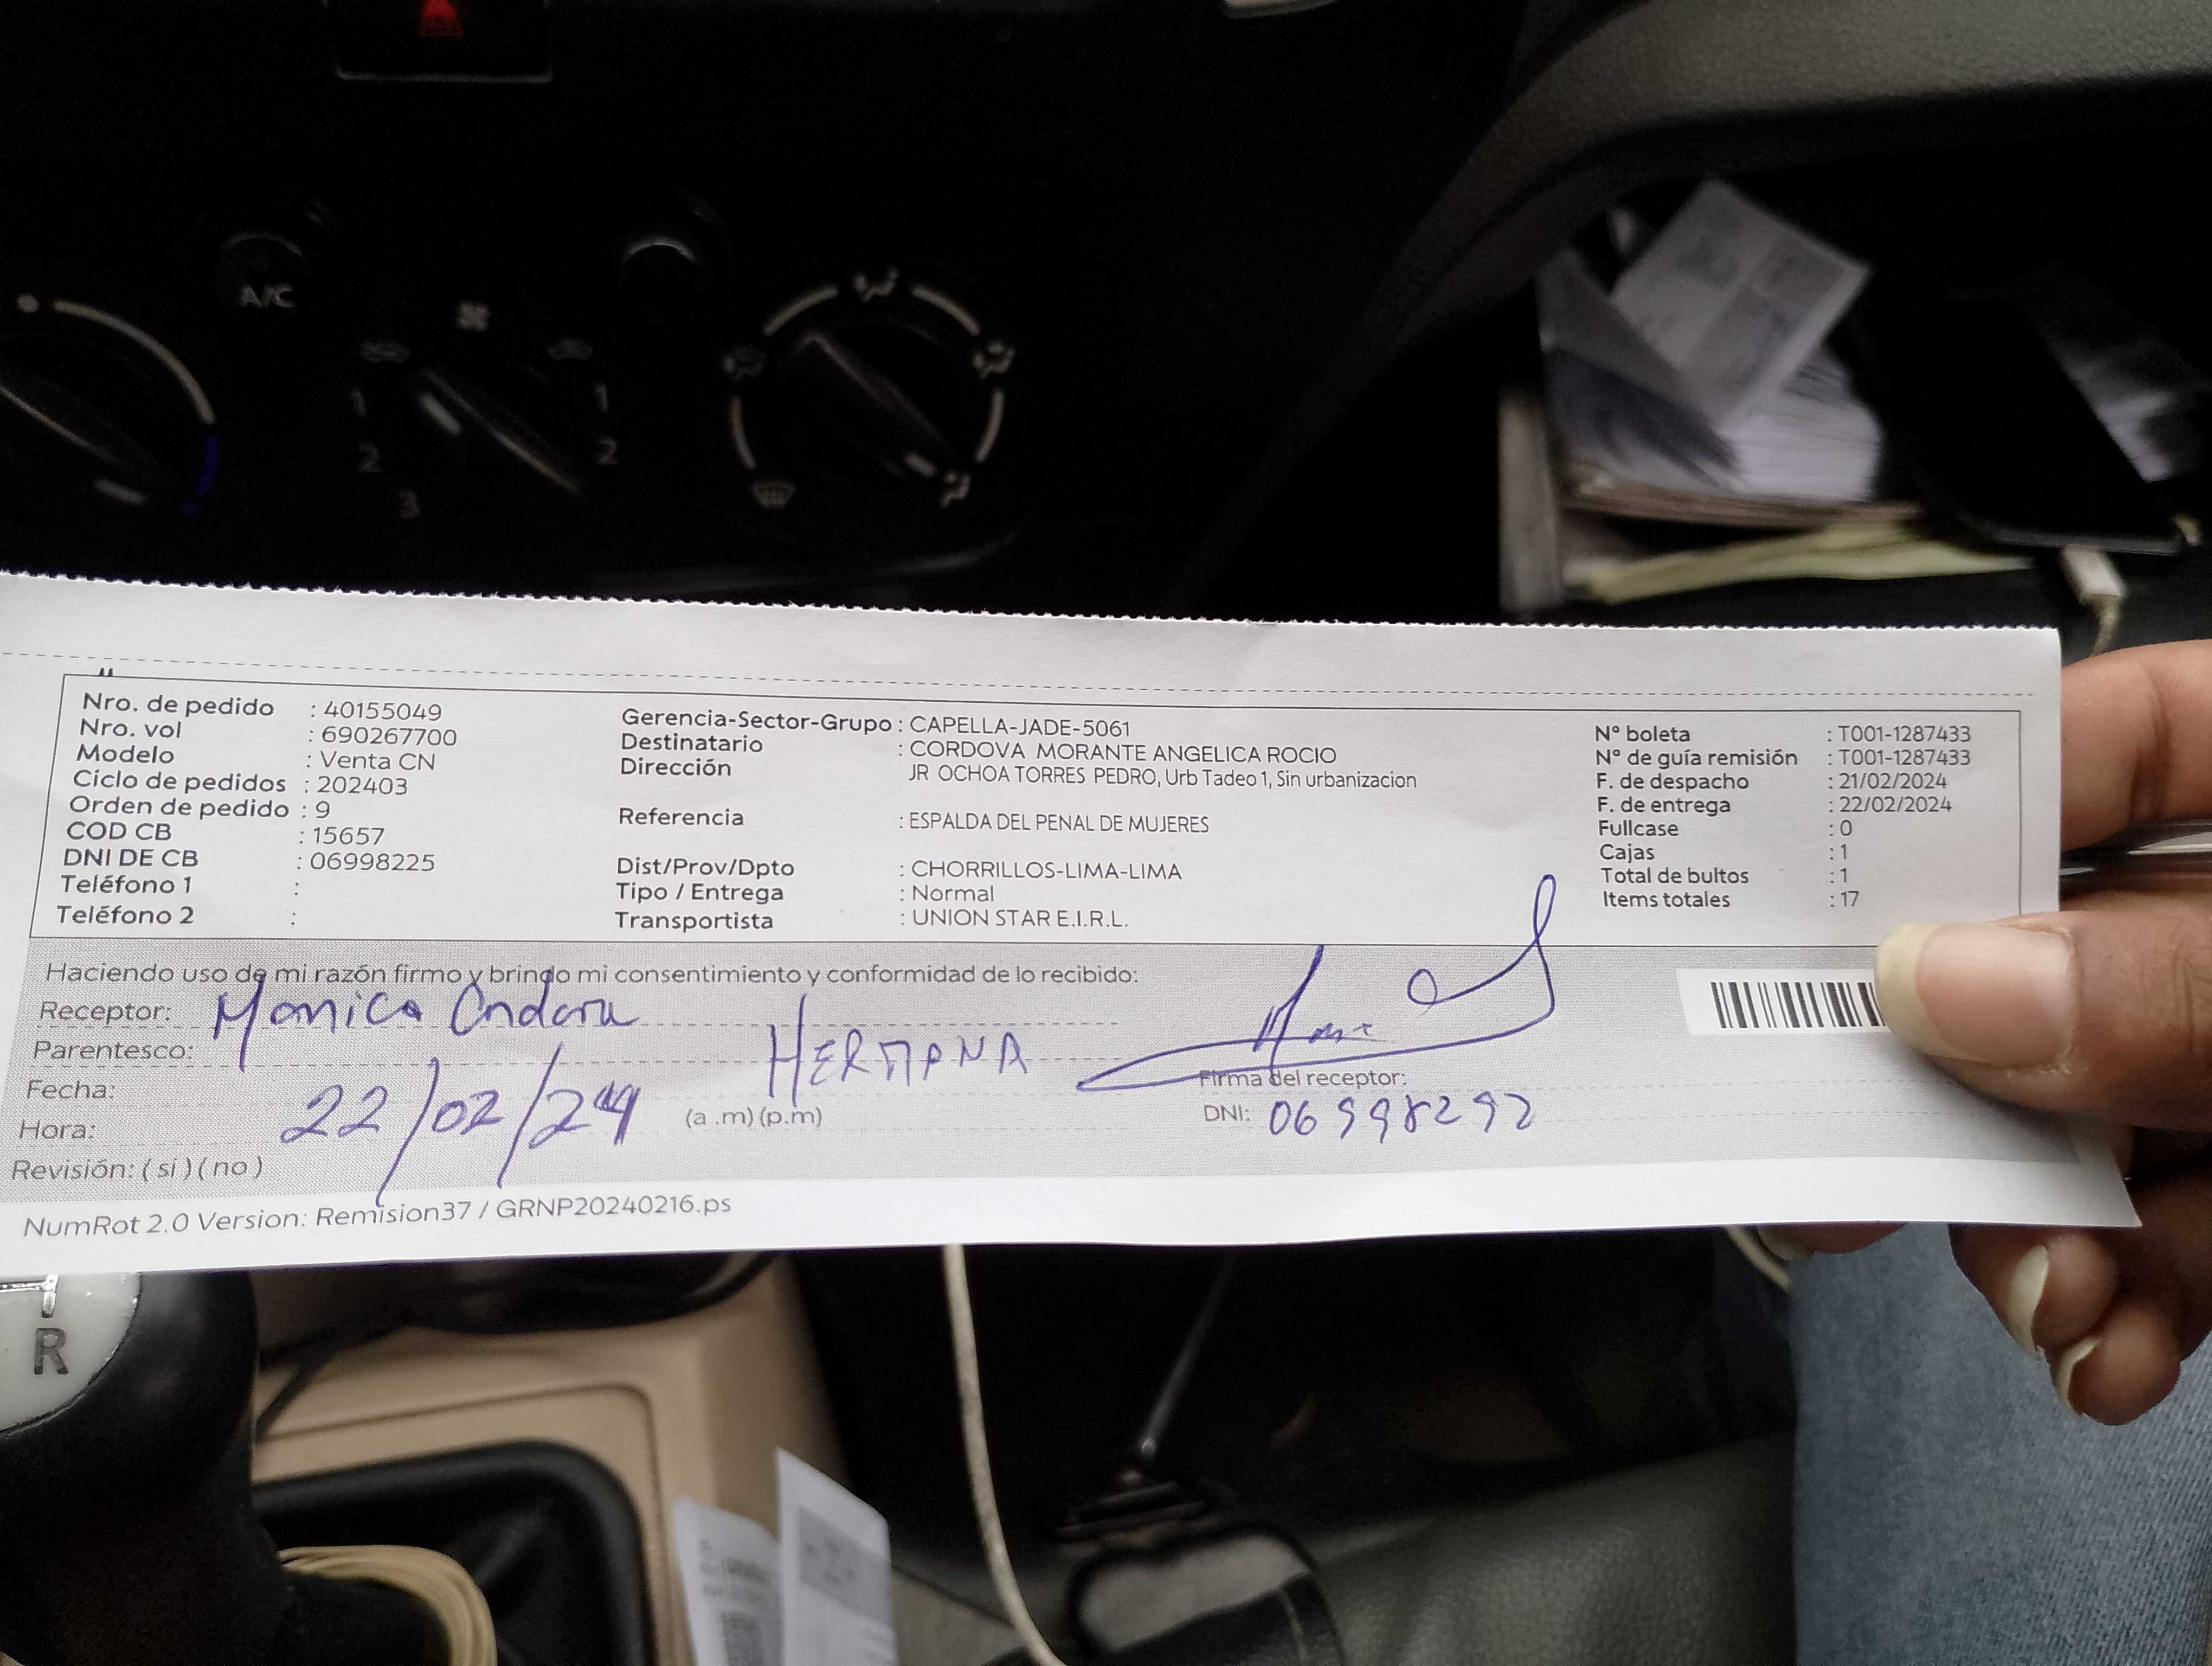 A/C
1
2
3
1
2
Nro. de pedido : 40155049
Nro. vol : 690267700
Modelo : Venta CN
Ciclo de pedidos : 202403
Orden de pedido : 9
COD CB : 15657
DNI DE CB : 06998225
Teléfono 1 :
Teléfono 2 :
Gerencia-Sector-Grupo : CAPELLA-JADE-5061
Destinatario : CORDOVA MORANTE ANGELICA ROCIO
Dirección JR OCHOA TORRES PEDRO, Urb Tadeo 1, Sin urbanizacion
Referencia : ESPALDA DEL PENAL DE MUJERES
Dist/Prov/Dpto : CHORRILLOS-LIMA-LIMA
Tipo / Entrega : Normal
Transportista : UNION STAR E.I.R.L.
N° boleta : T001-1287433
N° de guía remisión : T001-1287433
F. de despacho : 21/02/2024
F. de entrega : 22/02/2024
Fullcase : 0
Cajas : 1
Total de bultos : 1
Items totales : 17
Haciendo uso de mi razón firmo y bringo mi consentimiento y conformidad de lo recibido:
Receptor: Monica
Parentesco: HERMANA
Fecha: 22/02/24
Hora: (a .m) (p.m)
Revisión: ( si ) ( no )
Firma del receptor:
DNI: 06998292
NumRot 2.0 Version: Remision37 / GRNP20240216.ps
R